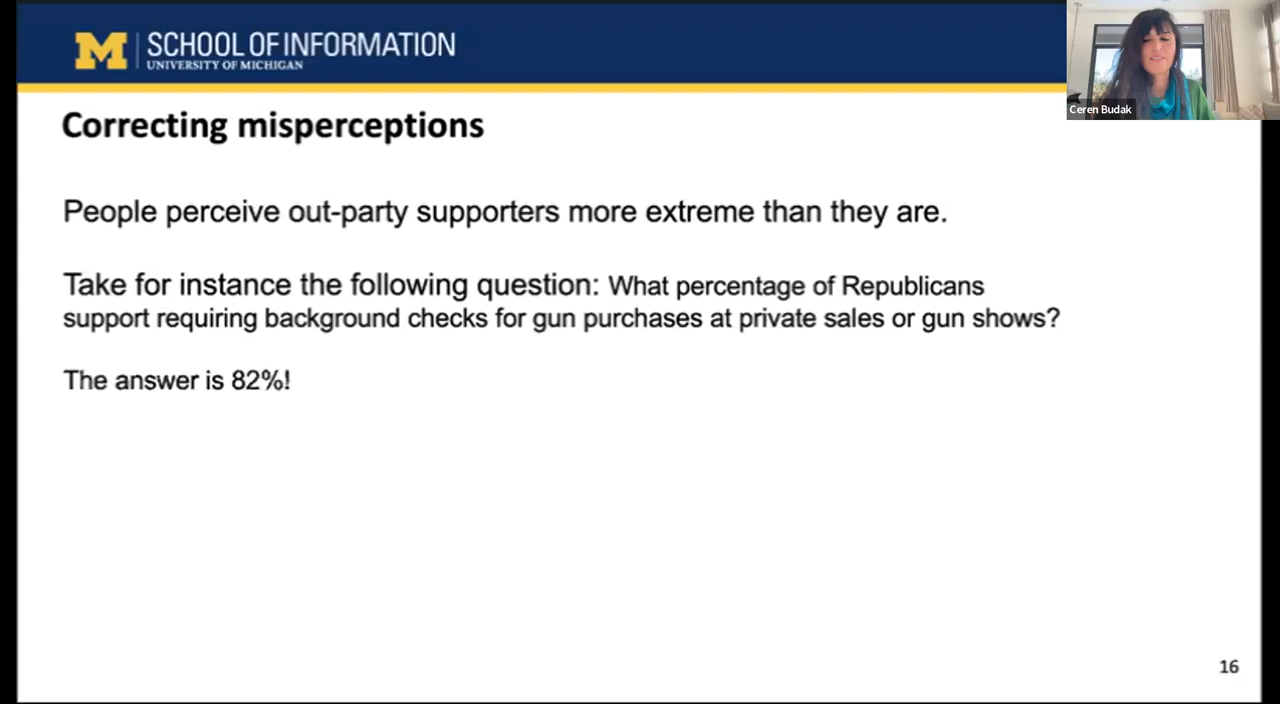 M SCHOOL OF INFORMATION
UNIVERSITY OF MICHIGAN
Ceren Budak
Correcting misperceptions
People perceive out-party supporters more extreme than they are.
Take for instance the following question: What percentage of Republicans
support requiring background checks for gun purchases at private sales or gun shows?
The answer is 82%!
16